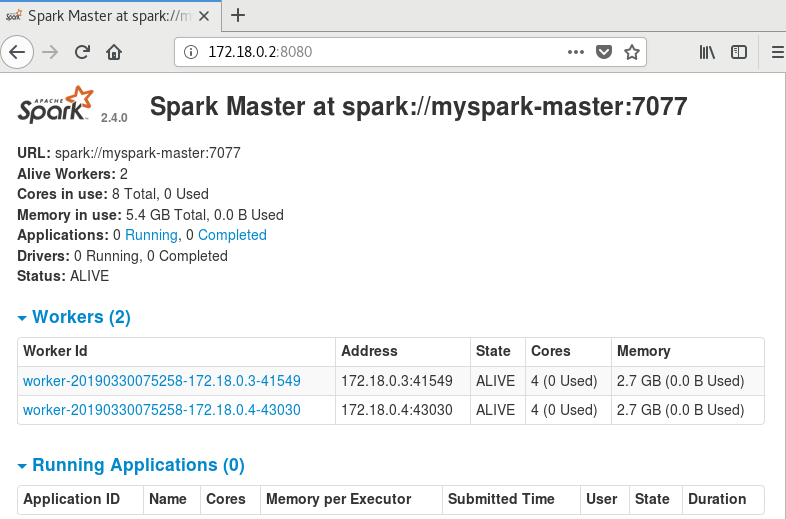 Spark Master at spark://m
172.18.0.2:8080
APACHE
Spark 2.4.0
Spark Master at spark://myspark-master:7077
URL: spark://myspark-master:7077
Alive Workers: 2
Cores in use: 8 Total, 0 Used
Memory in use: 5.4 GB Total, 0.0 B Used
Applications: 0 Running, 0 Completed
Drivers: 0 Running, 0 Completed
Status: ALIVE
Workers (2)
Worker Id Address State Cores Memory
worker-20190330075258-172.18.0.3-41549 172.18.0.3:41549 ALIVE 4 (0 Used) 2.7 GB (0.0 B Used)
worker-20190330075258-172.18.0.4-43030 172.18.0.4:43030 ALIVE 4 (0 Used) 2.7 GB (0.0 B Used)
Running Applications (0)
Application ID Name Cores Memory per Executor Submitted Time User State Duration